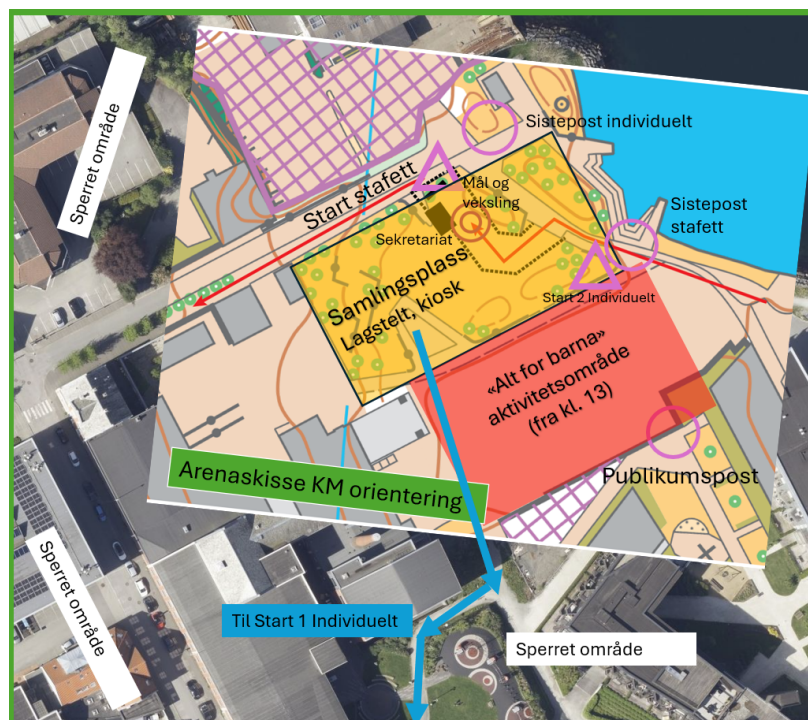 Sperret område
Sistepost individuelt
Start stafett
Mål og
veksling
Sistepost
stafett
Sekretariat
Samlingsplass
Lagstelt, kiosk
Start 2 Individuelt
«Alt for barna»
aktivitetsområde
(fra kl. 13)
Arenaskisse KM orientering
Publikumspost
Sperret område
Til Start 1 Individuelt
Sperret område